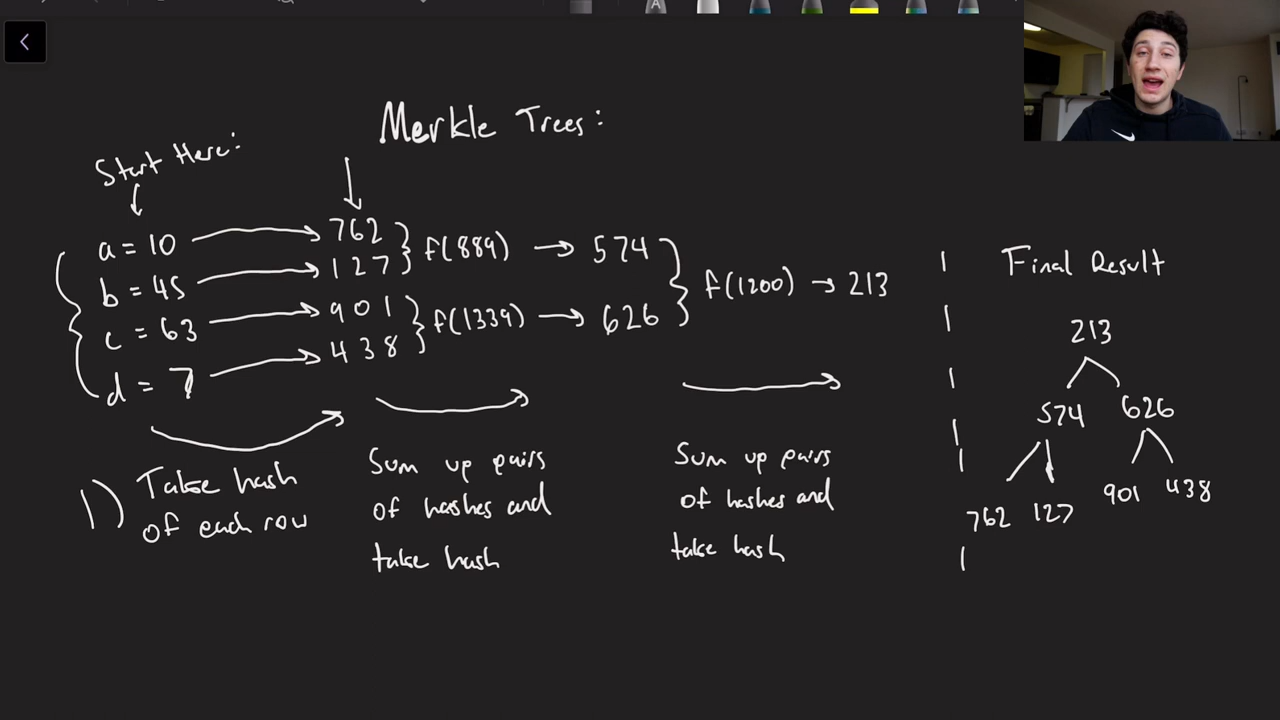 A
Merkle Trees:
Start Here:
a = 10
762
f(889)
574
b = 45
127
c = 63
901
f(1339)
626
d = 7
438
f(1200)
213
1) Take hash
of each row
Sum up pairs
of hashes and
take hash
Sum up pairs
of hashes and
take hash
Final Result
213
574 626
762 127 901 438